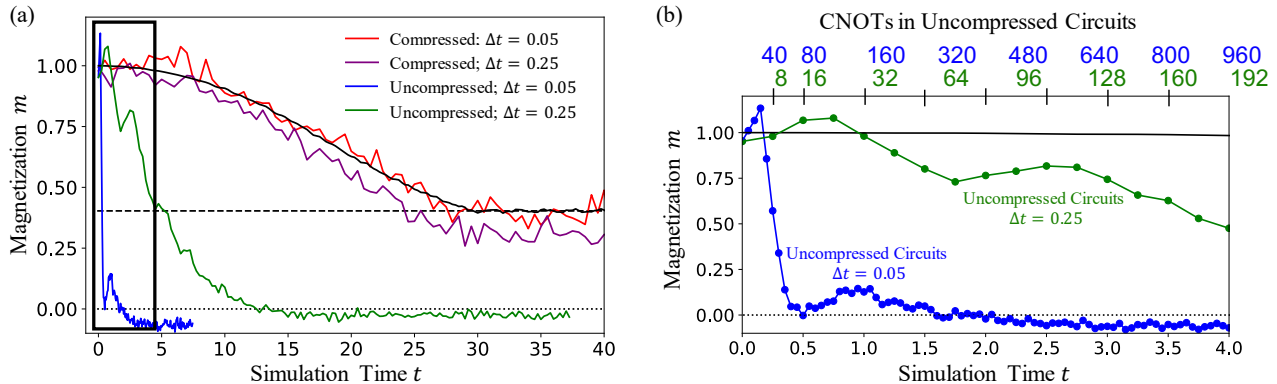 (a)
Magnetization m
1.00
0.75
0.50
0.25
0.00
Compressed; Δt = 0.05
Compressed; Δt = 0.25
Uncompressed; Δt = 0.05
Uncompressed; Δt = 0.25
0 5 10 15 20 25 30 35 40
Simulation Time t
(b)
CNOTs in Uncompressed Circuits
40 80 160 320 480 640 800 960
8 16 32 64 96 128 160 192
Magnetization m
1.00
0.75
0.50
0.25
0.00
Uncompressed Circuits
Δt = 0.25
Uncompressed Circuits
Δt = 0.05
0.0 0.5 1.0 1.5 2.0 2.5 3.0 3.5 4.0
Simulation Time t